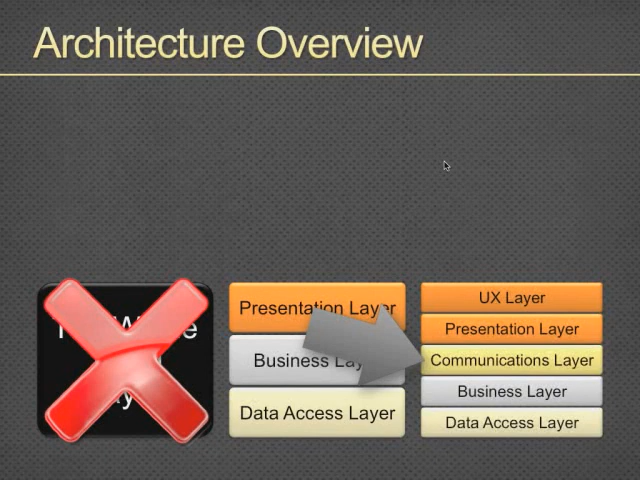 Architecture Overview
Presentation Layer
Business Layer
Data Access Layer
UX Layer
Presentation Layer
Communications Layer
Business Layer
Data Access Layer